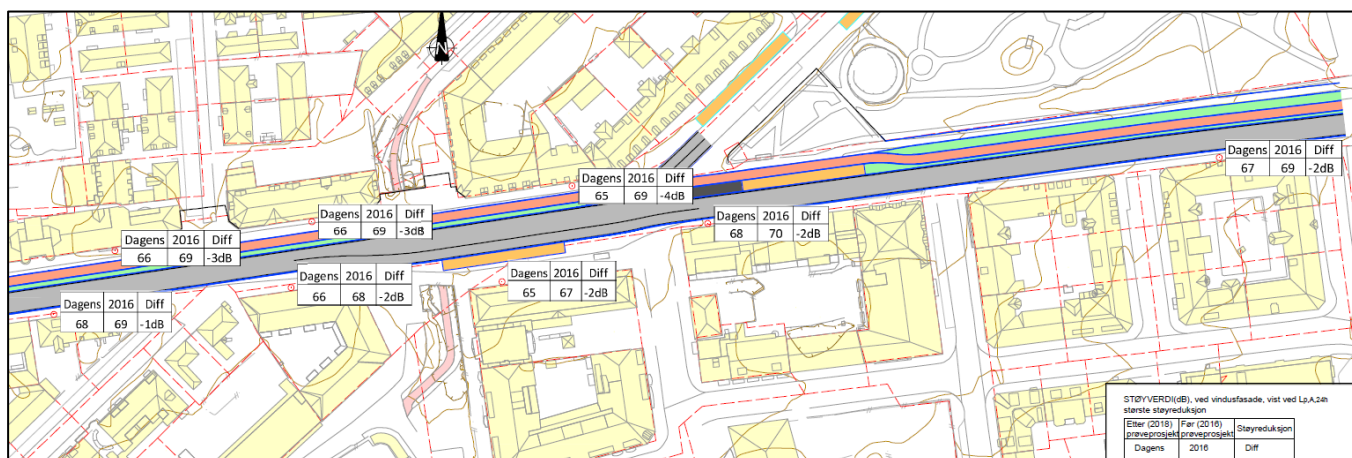 N
Dagens 2016 Diff
67 69 -2dB
Dagens 2016 Diff
65 69 -4dB
Dagens 2016 Diff
66 69 -3dB
Dagens 2016 Diff
68 70 -2dB
Dagens 2016 Diff
66 69 -3dB
Dagens 2016 Diff
66 68 -2dB
Dagens 2016 Diff
65 67 -2dB
Dagens 2016 Diff
68 69 -1dB
STØYVERDI(dB), ved vindusfasade, vist ved Lp,A,24h
største støyreduksjon
Etter (2018) Før (2016) Støyreduksjon
prøveprosjekt prøveprosjekt
Dagens 2016 Diff